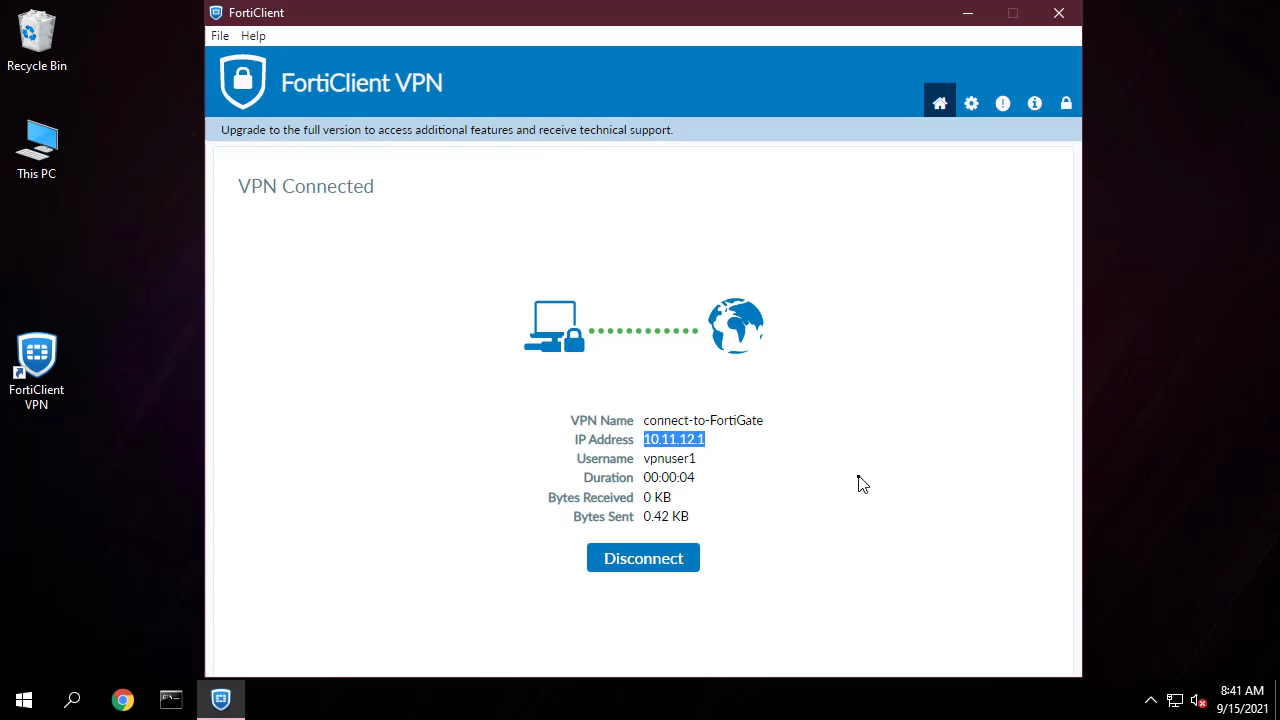 Recycle Bin
This PC
FortiClient
VPN
FortiClient
File Help
FortiClient VPN
Upgrade to the full version to access additional features and receive technical support.
VPN Connected
VPN Name connect-to-FortiGate
IP Address 10.11.12.1
Username vpnuser1
Duration 00:00:04
Bytes Received 0 KB
Bytes Sent 0.42 KB
Disconnect
8:41 AM
9/15/2021